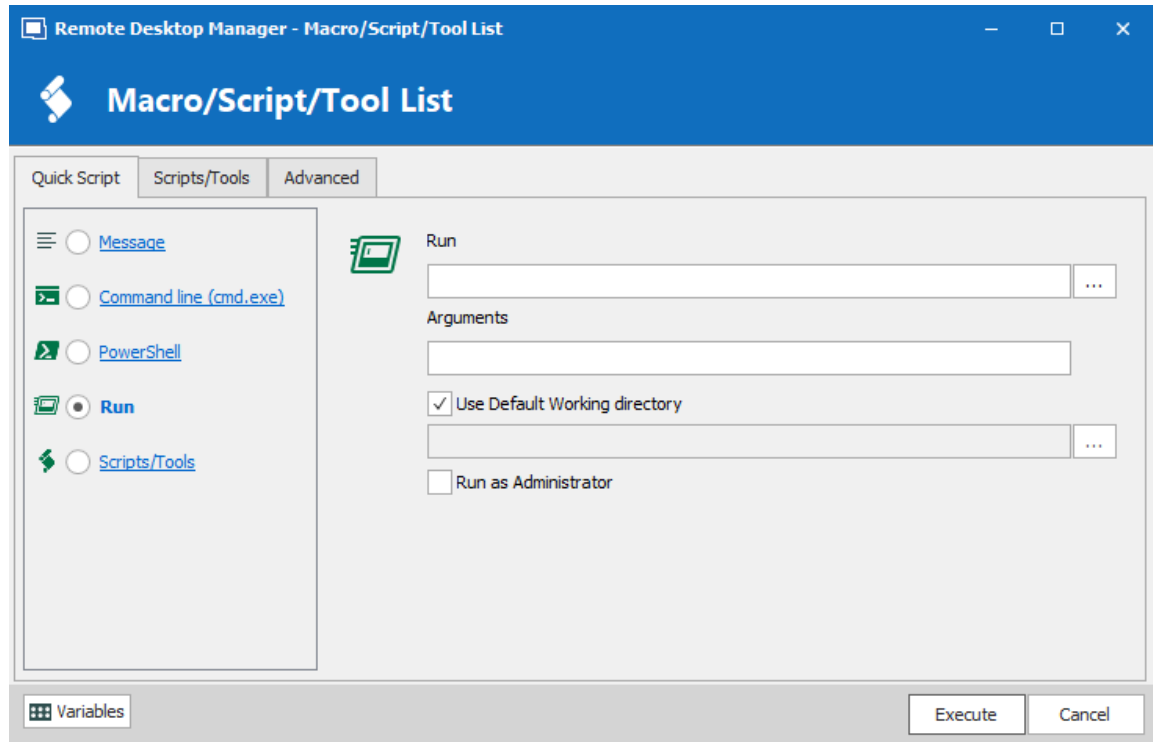 Remote Desktop Manager - Macro/Script/Tool List
Macro/Script/Tool List
Quick Script Scripts/Tools Advanced
Message
Command line (cmd.exe)
PowerShell
Run
Scripts/Tools
Run
...
Arguments
Use Default Working directory
...
Run as Administrator
Variables
Execute Cancel